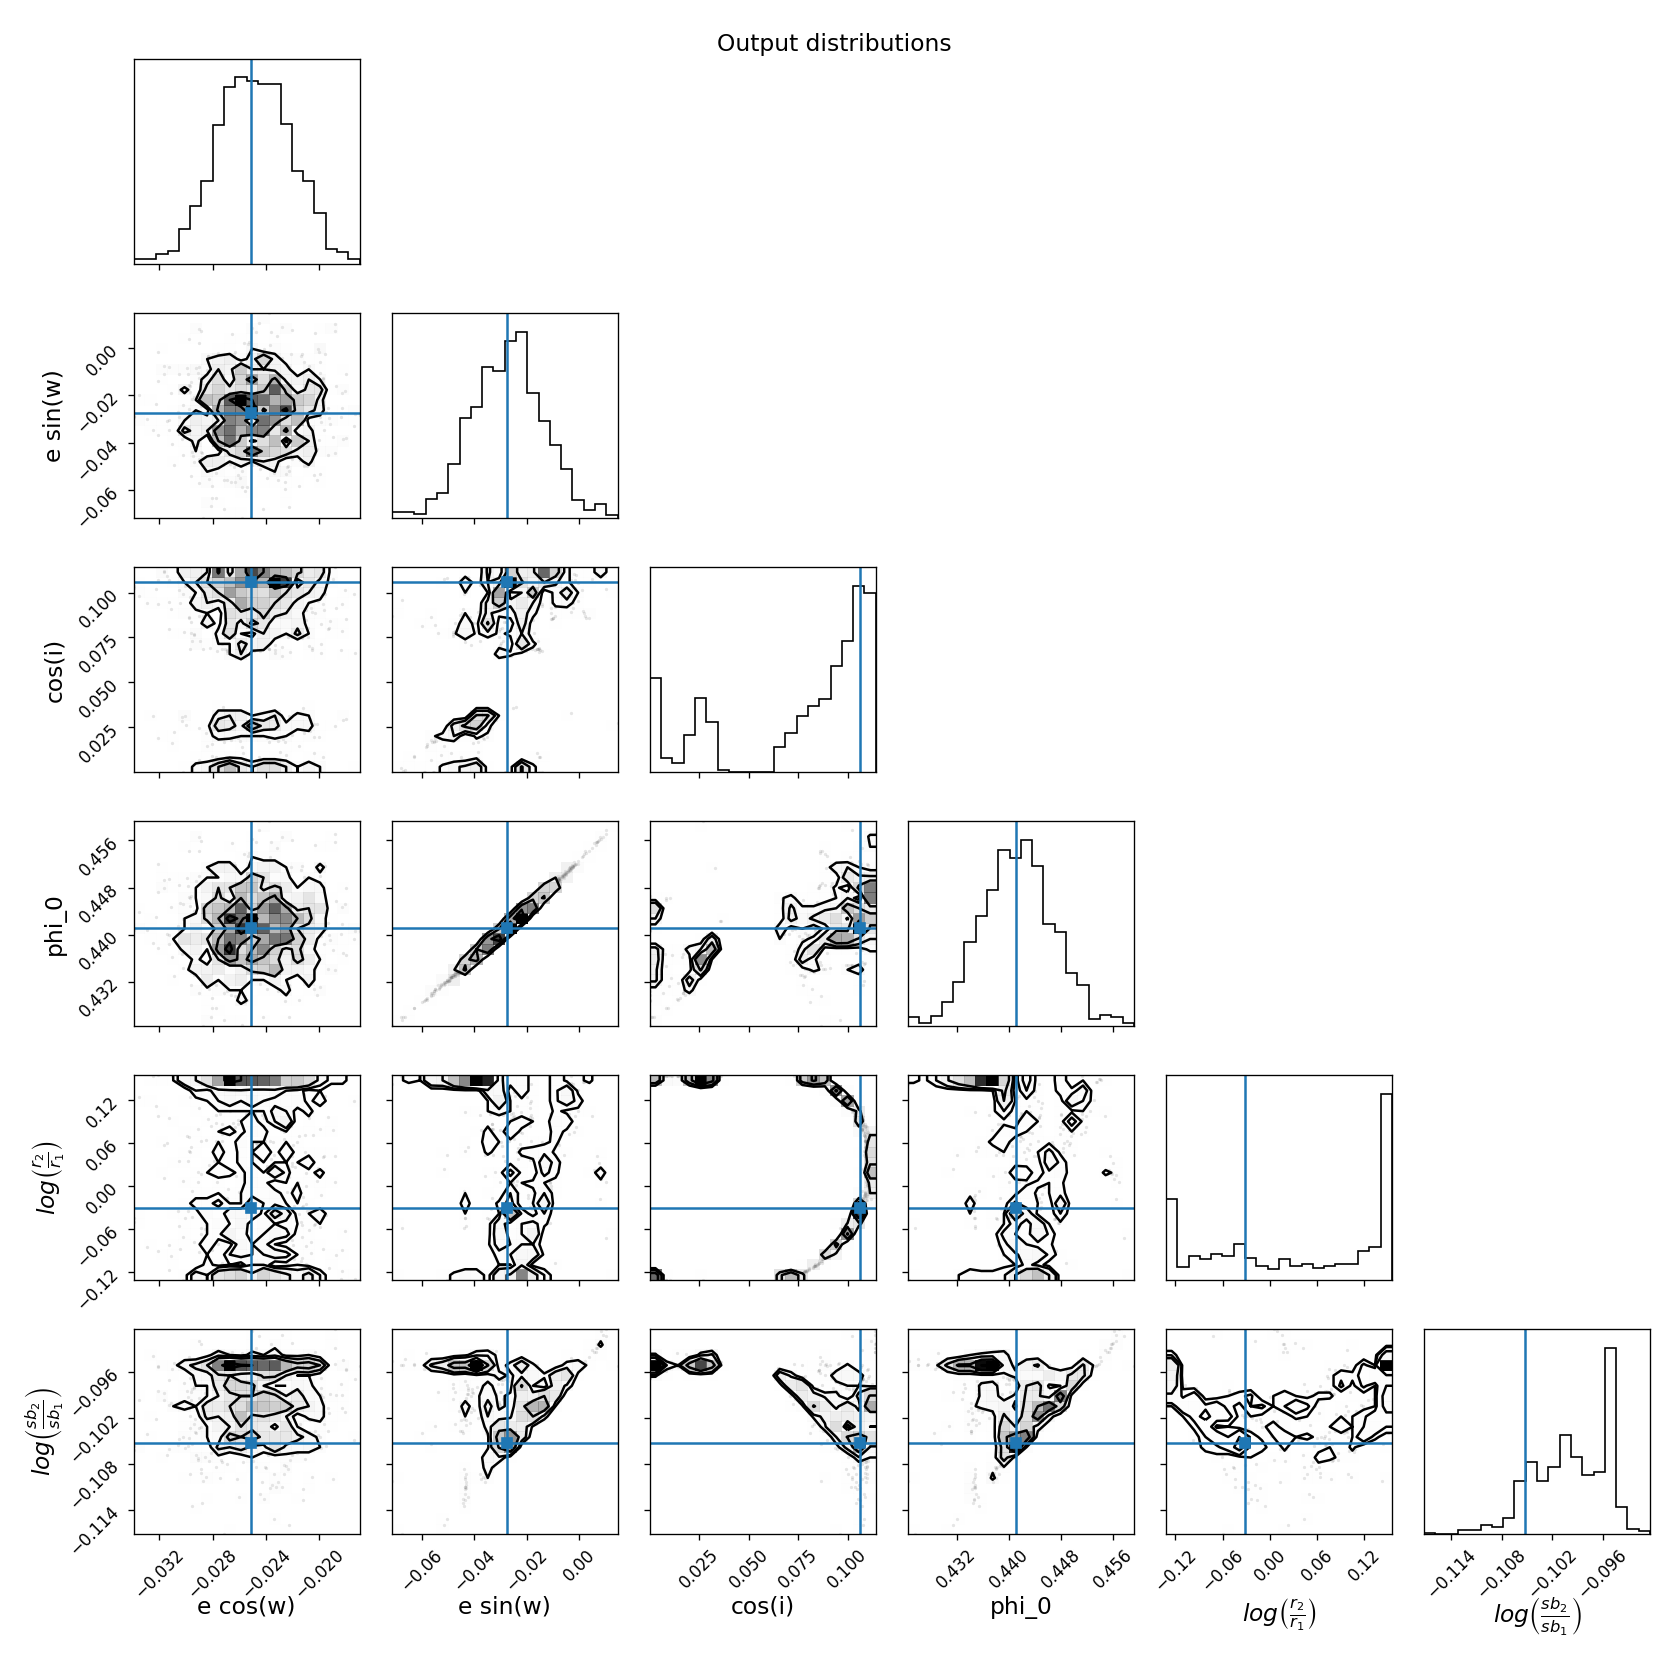 Output distributions
e sin(w)
0.00
−0.02
−0.04
−0.06
cos(i)
0.100
0.075
0.050
0.025
phi_0
0.456
0.448
0.440
0.432
log(r₂/r₁)
0.12
0.06
0.00
−0.06
−0.12
log(sb₂/sb₁)
−0.096
−0.102
−0.108
−0.114
−0.032 −0.028 −0.024 −0.020
−0.06 −0.04 −0.02 0.00
0.025 0.050 0.075 0.100
0.432 0.440 0.448 0.456
−0.12 −0.06 0.00 0.06 0.12
−0.114 −0.108 −0.102 −0.096
e cos(w) e sin(w) cos(i) phi_0 log(r₂/r₁) log(sb₂/sb₁)